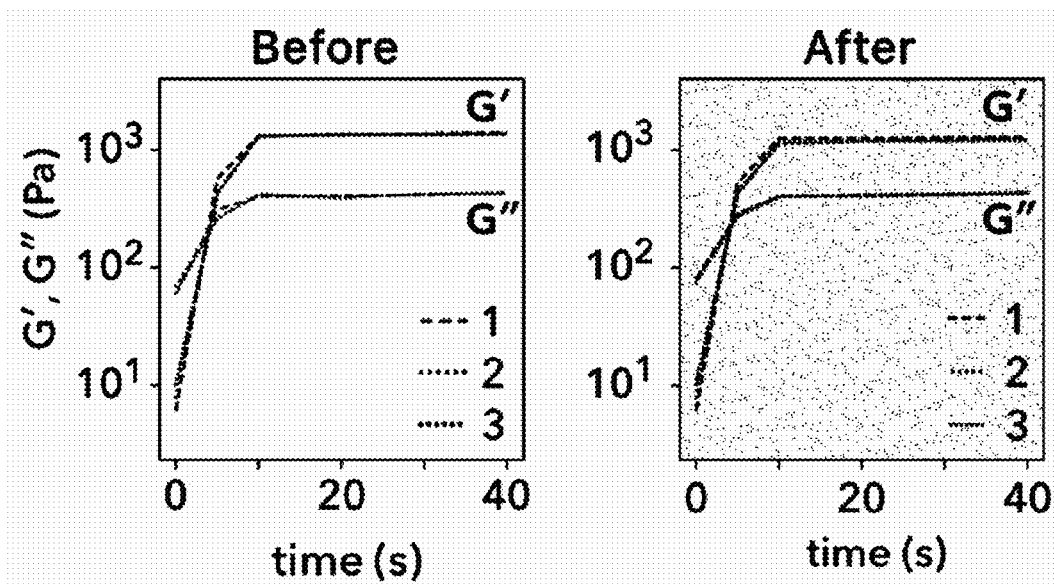 Before
G′, G″ (Pa)
10³
10²
10¹
G′
G″
1
2
3
0 20 40
time (s)
After
10³
10²
10¹
G′
G″
1
2
3
0 20 40
time (s)